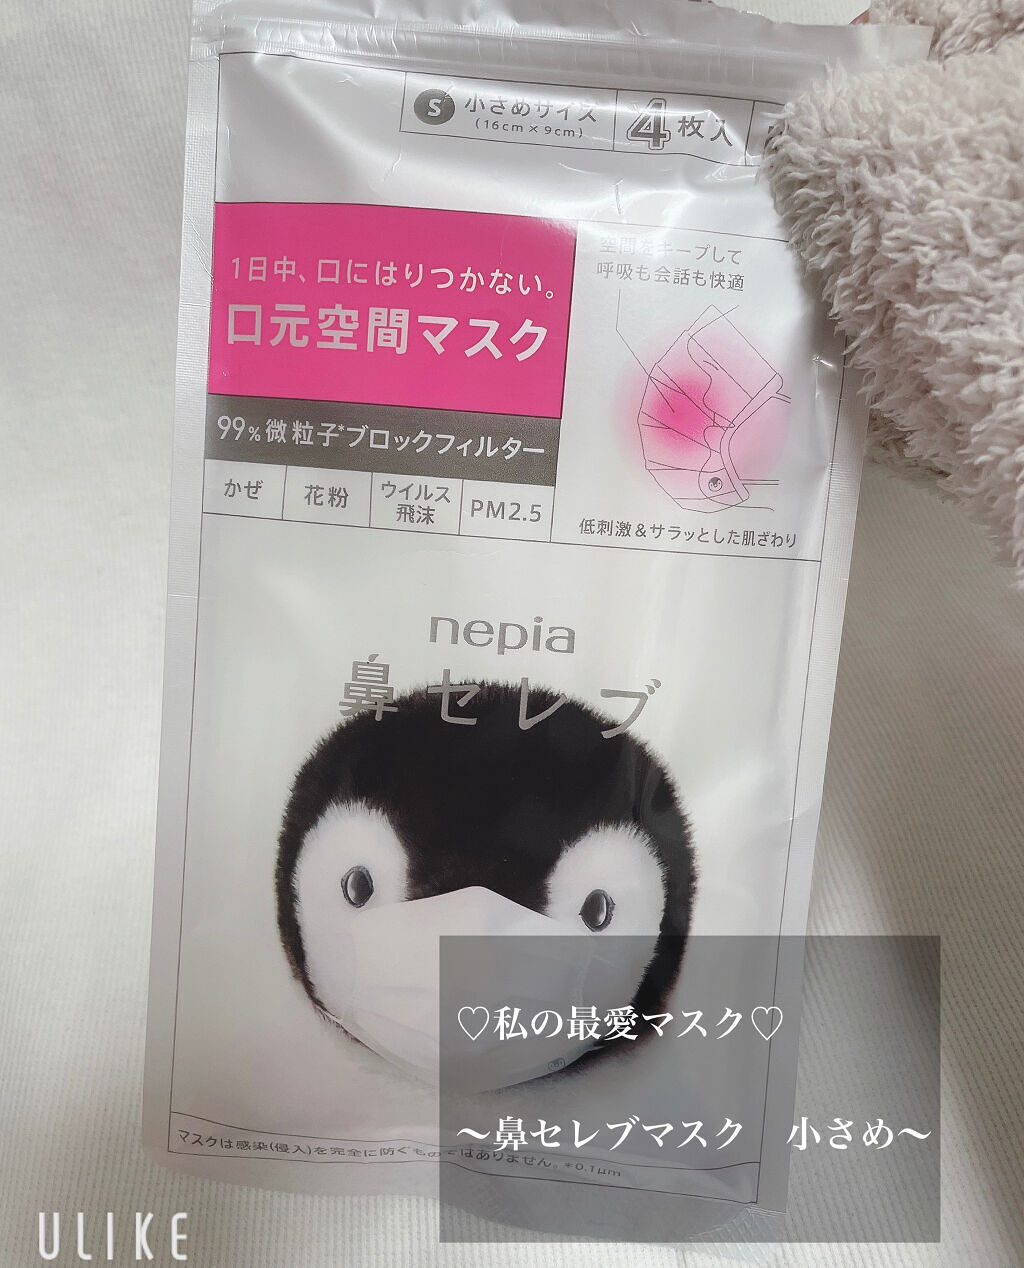 S 小さめサイズ 4枚入
(16cm×9cm)
1日中、口にはりつかない。
口元空間マスク
空間をキープして
呼吸も会話も快適
99%微粒子*ブロックフィルター
かぜ 花粉 ウイルス飛沫 PM2.5
低刺激&サラッとした肌ざわり
nepia
鼻セレブ
♡私の最愛マスク♡
～鼻セレブマスク 小さめ～
マスクは感染(侵入)を完全に防ぐものではありません。*0.1μm
ULIKE